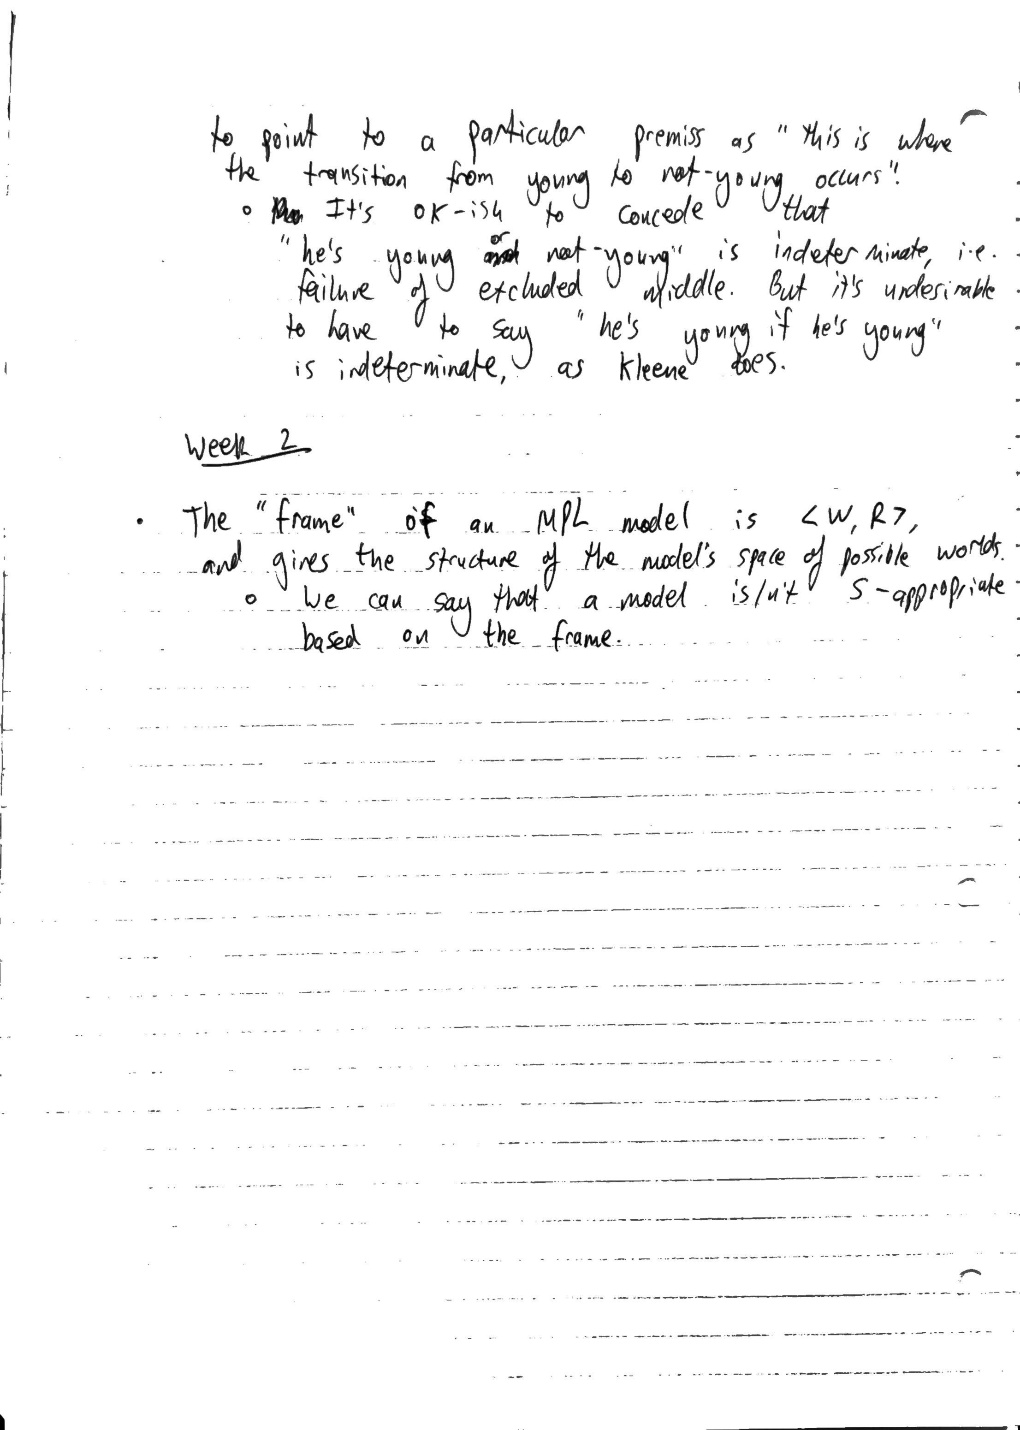 to point to a particular premiss as "this is where
the transition from young to not-young occurs"!
It's OK-ish to concede that
"he's young or not-young" is indeterminate, i.e.
failure of excluded middle. But it's undesirable
to have to say "he's young if he's young"
is indeterminate, as Kleene does.
Week 2
• The "frame" of an MPL model is <W, R>,
and gives the structure of the model's space of possible worlds.
◦ We can say that a model is/n't S-appropriate
based on the frame.